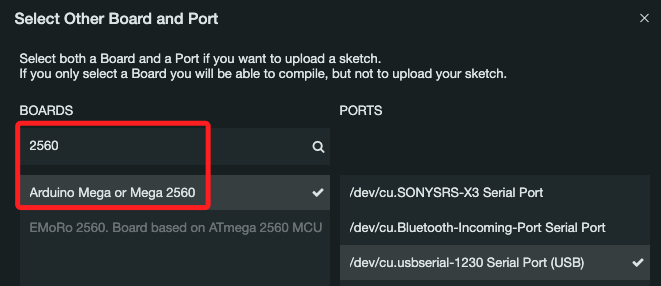 Select Other Board and Port
Select both a Board and a Port if you want to upload a sketch.
If you only select a Board you will be able to compile, but not to upload your sketch.
BOARDS
2560
Arduino Mega or Mega 2560
EMoRo 2560. Board based on ATmega 2560 MCU
PORTS
/dev/cu.SONYSRS-X3 Serial Port
/dev/cu.Bluetooth-Incoming-Port Serial Port
/dev/cu.usbserial-1230 Serial Port (USB)